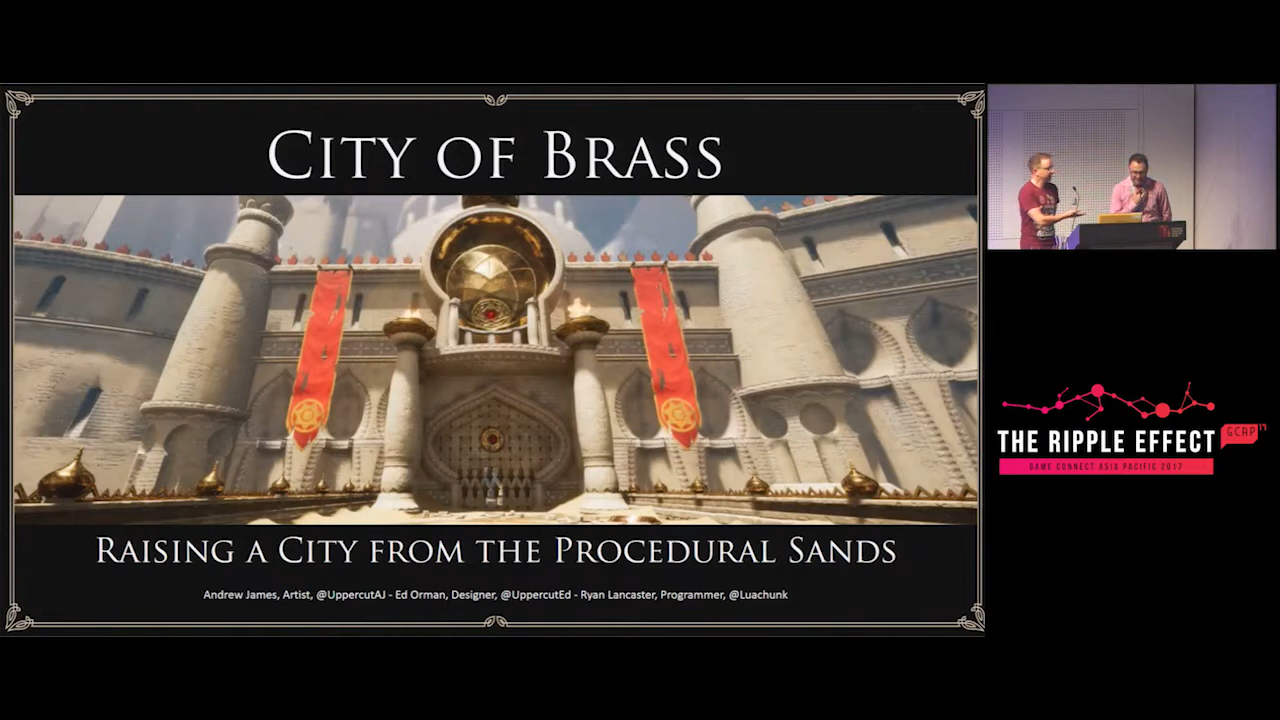 CITY OF BRASS
RAISING A CITY FROM THE PROCEDURAL SANDS
Andrew James, Artist, @UppercutAJ - Ed Orman, Designer, @UppercutEd - Ryan Lancaster, Programmer, @Luachunk
THE RIPPLE EFFECT
GCAP17
GAME CONNECT ASIA PACIFIC 2017